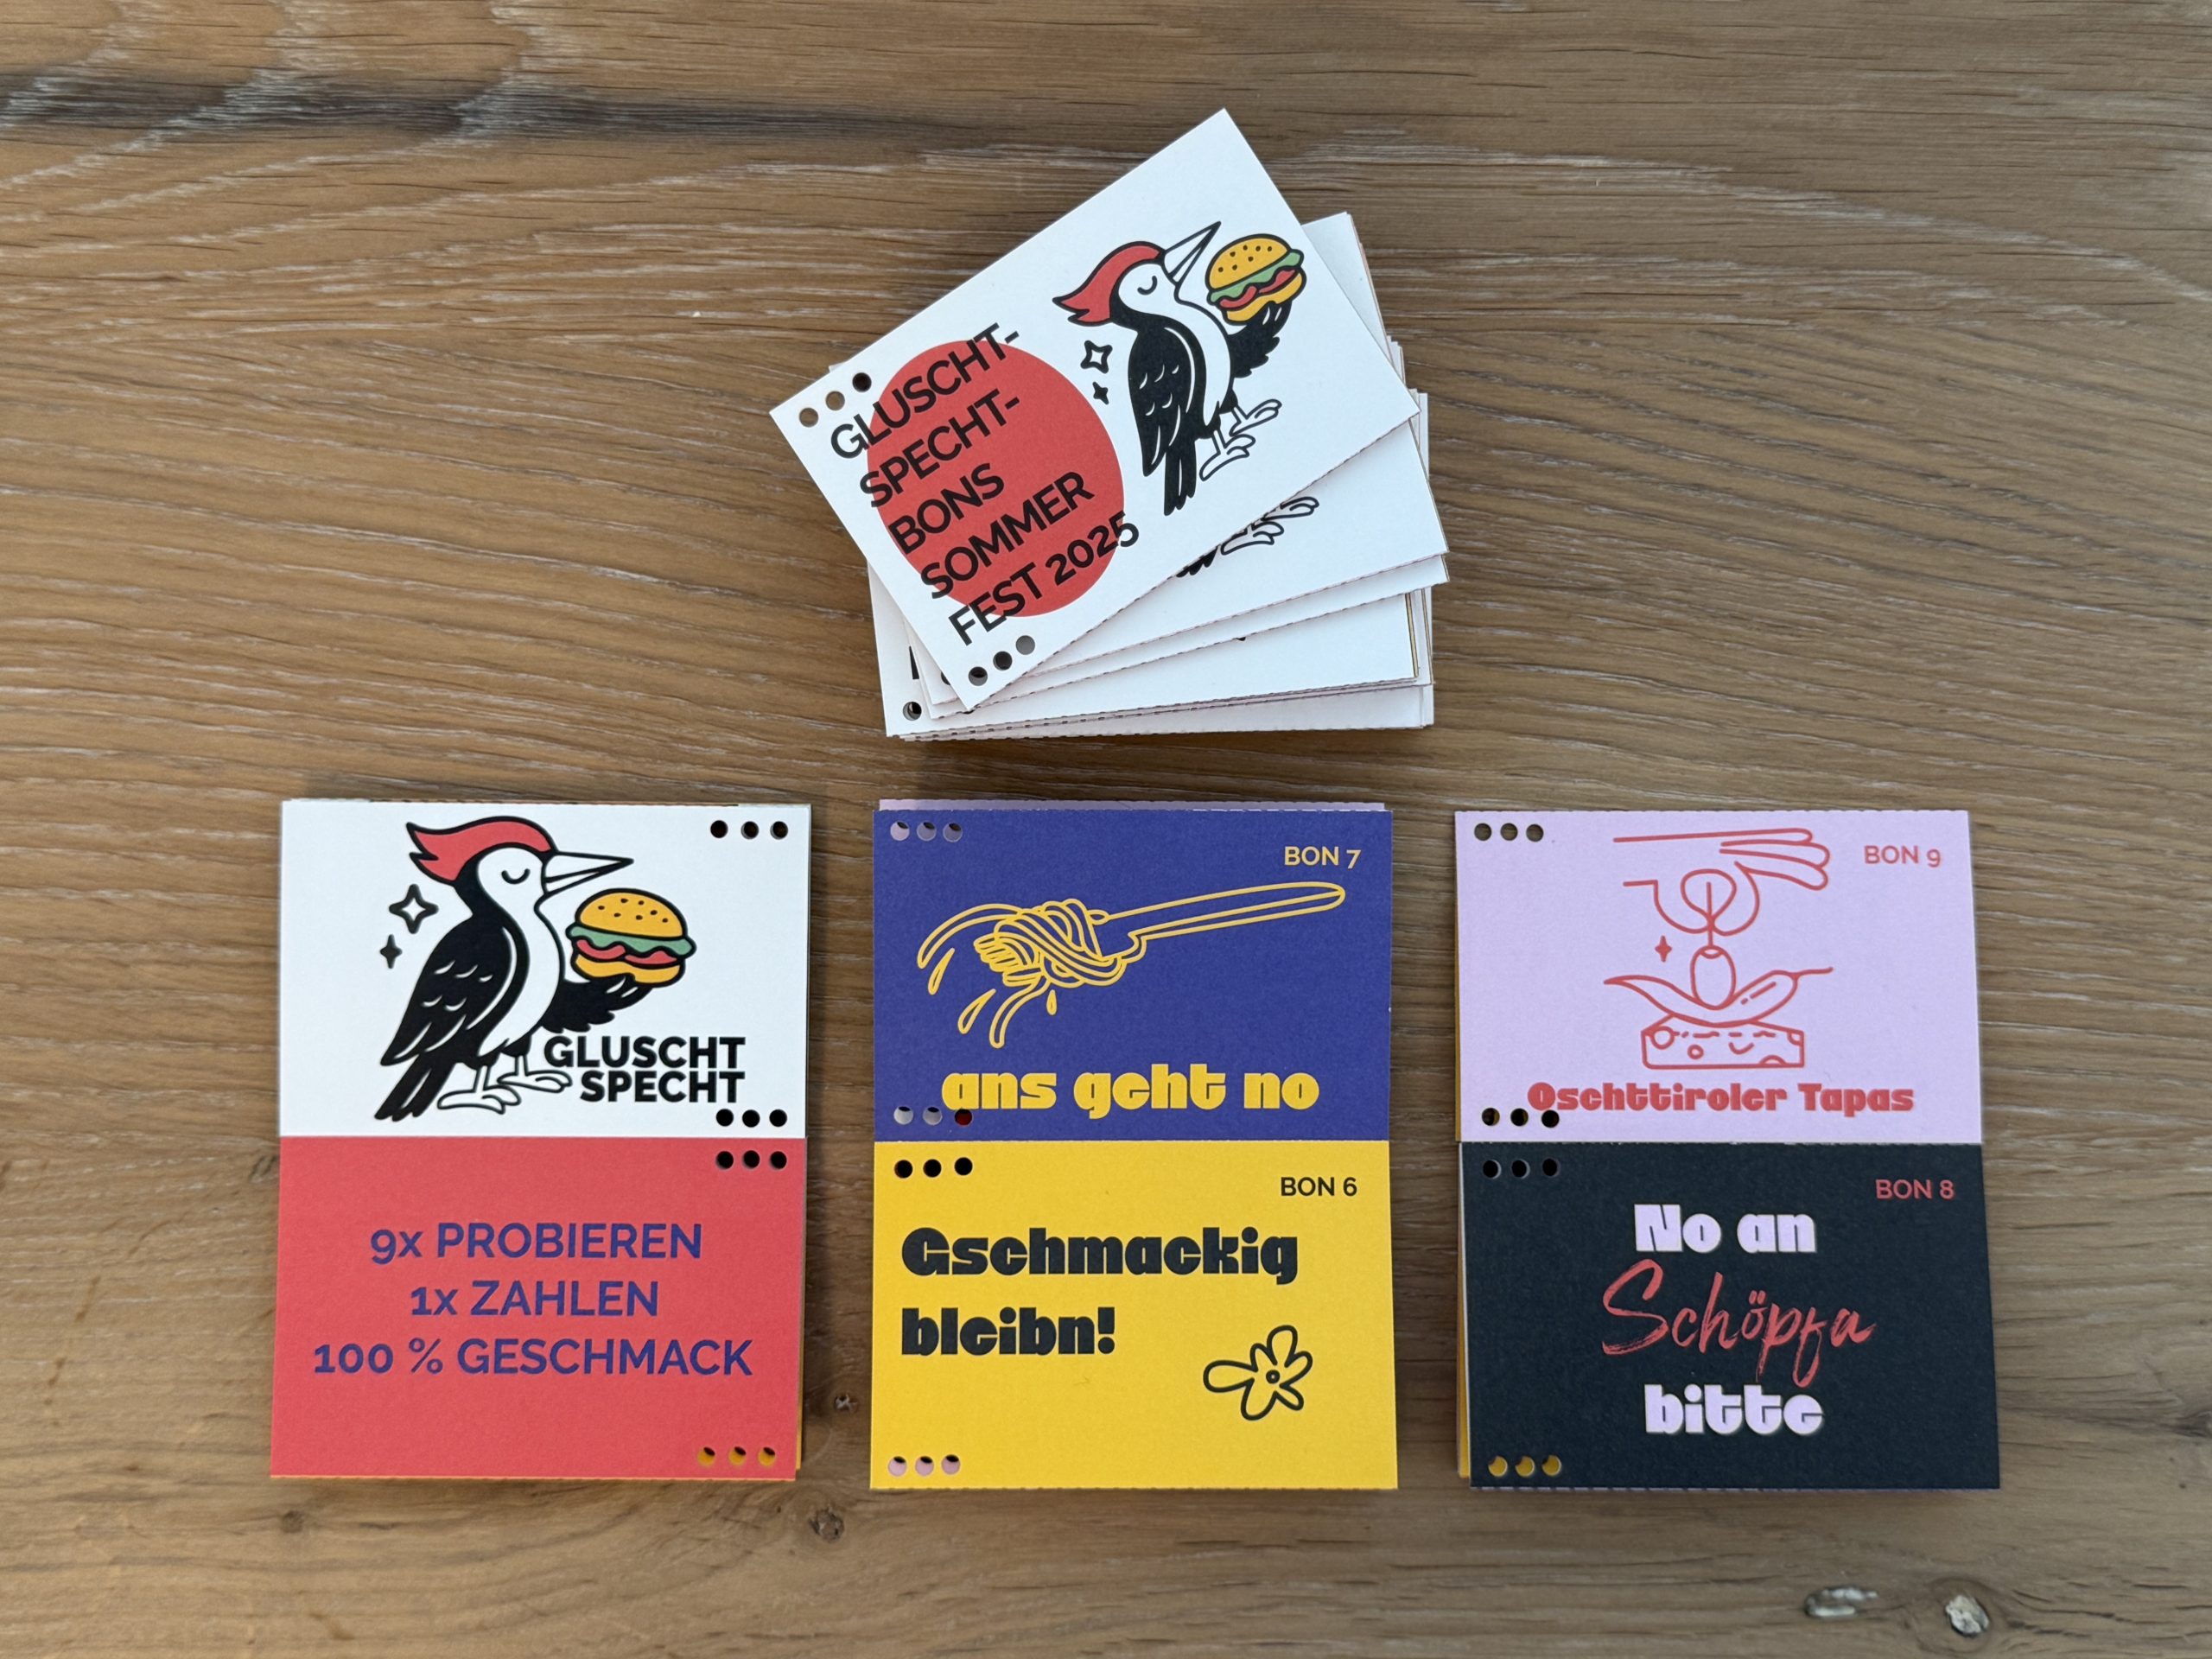 GLUSCHT-
SPECHT-
BONS
SOMMER
FEST 2025
GLUSCHT
SPECHT
9x PROBIEREN
1x ZAHLEN
100 % GESCHMACK
BON 7
ans geht no
BON 6
Gschmackig
bleibn!
BON 9
Oschttiroler Tapas
BON 8
No an
Schöpfa
bitte